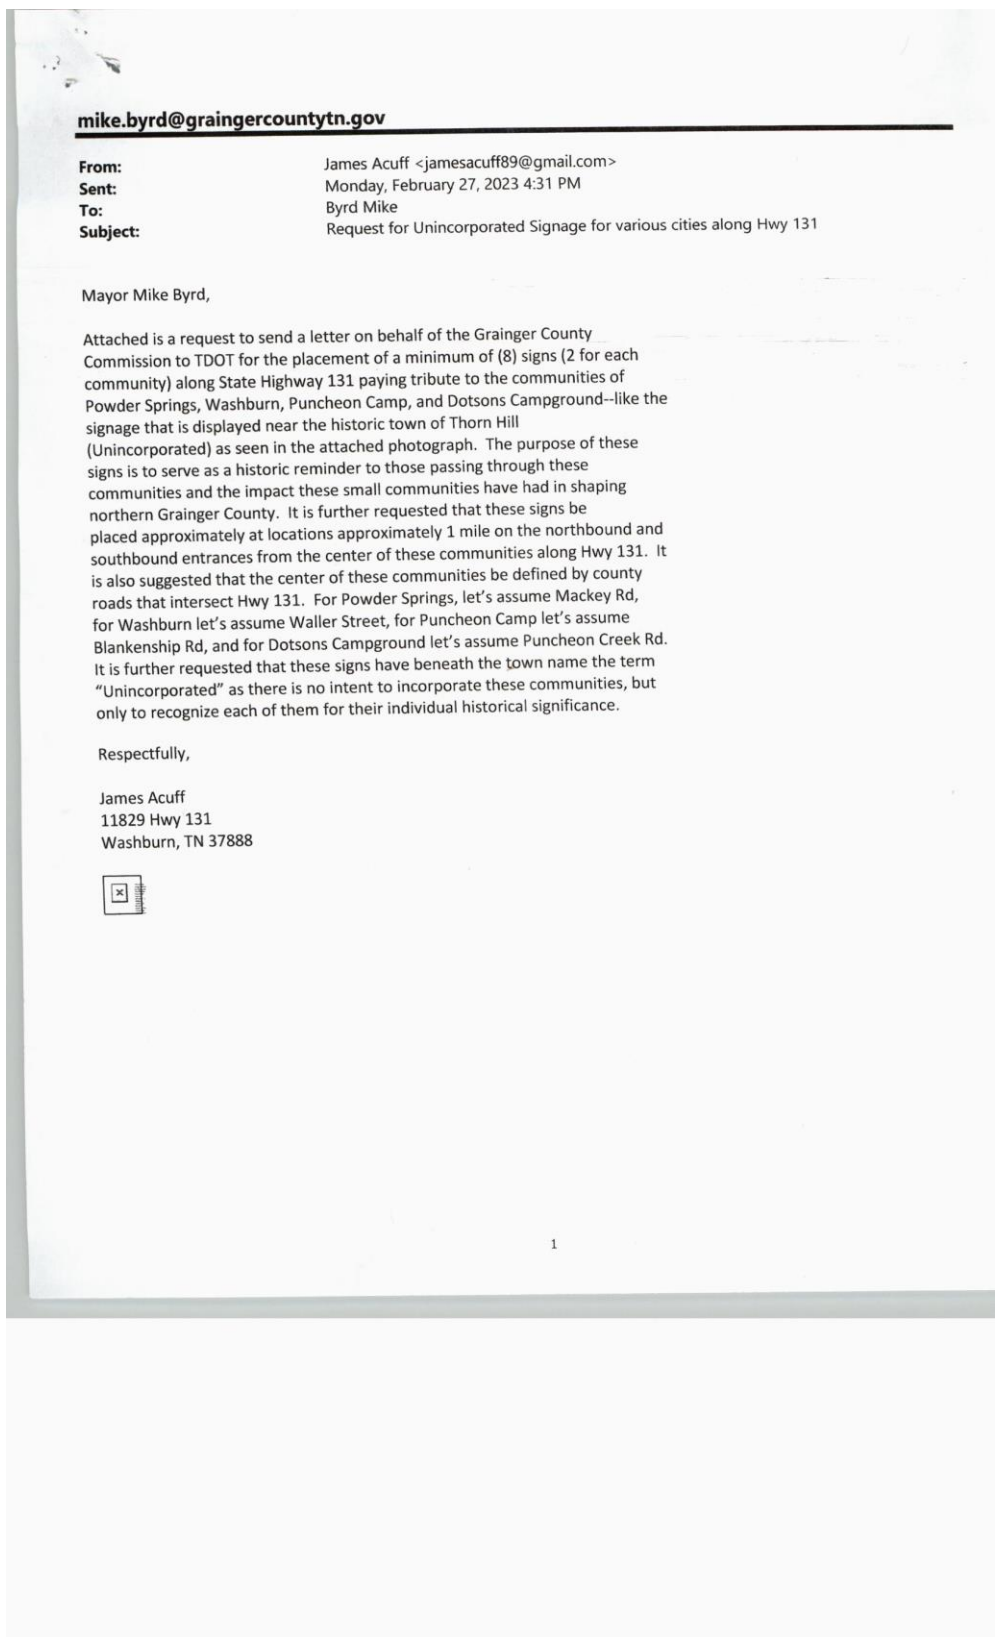 mike.byrd@graingercountytn.gov
From: James Acuff <jamesacuff89@gmail.com>
Sent: Monday, February 27, 2023 4:31 PM
To: Byrd Mike
Subject: Request for Unincorporated Signage for various cities along Hwy 131
Mayor Mike Byrd,
Attached is a request to send a letter on behalf of the Grainger County
Commission to TDOT for the placement of a minimum of (8) signs (2 for each
community) along State Highway 131 paying tribute to the communities of
Powder Springs, Washburn, Puncheon Camp, and Dotsons Campground--like the
signage that is displayed near the historic town of Thorn Hill
(Unincorporated) as seen in the attached photograph.  The purpose of these
signs is to serve as a historic reminder to those passing through these
communities and the impact these small communities have had in shaping
northern Grainger County.  It is further requested that these signs be
placed approximately at locations approximately 1 mile on the northbound and
southbound entrances from the center of these communities along Hwy 131.  It
is also suggested that the center of these communities be defined by county
roads that intersect Hwy 131.  For Powder Springs, let's assume Mackey Rd,
for Washburn let's assume Waller Street, for Puncheon Camp let's assume
Blankenship Rd, and for Dotsons Campground let's assume Puncheon Creek Rd.
It is further requested that these signs have beneath the town name the term
“Unincorporated” as there is no intent to incorporate these communities, but
only to recognize each of them for their individual historical significance.
Respectfully,
James Acuff
11829 Hwy 131
Washburn, TN 37888
1